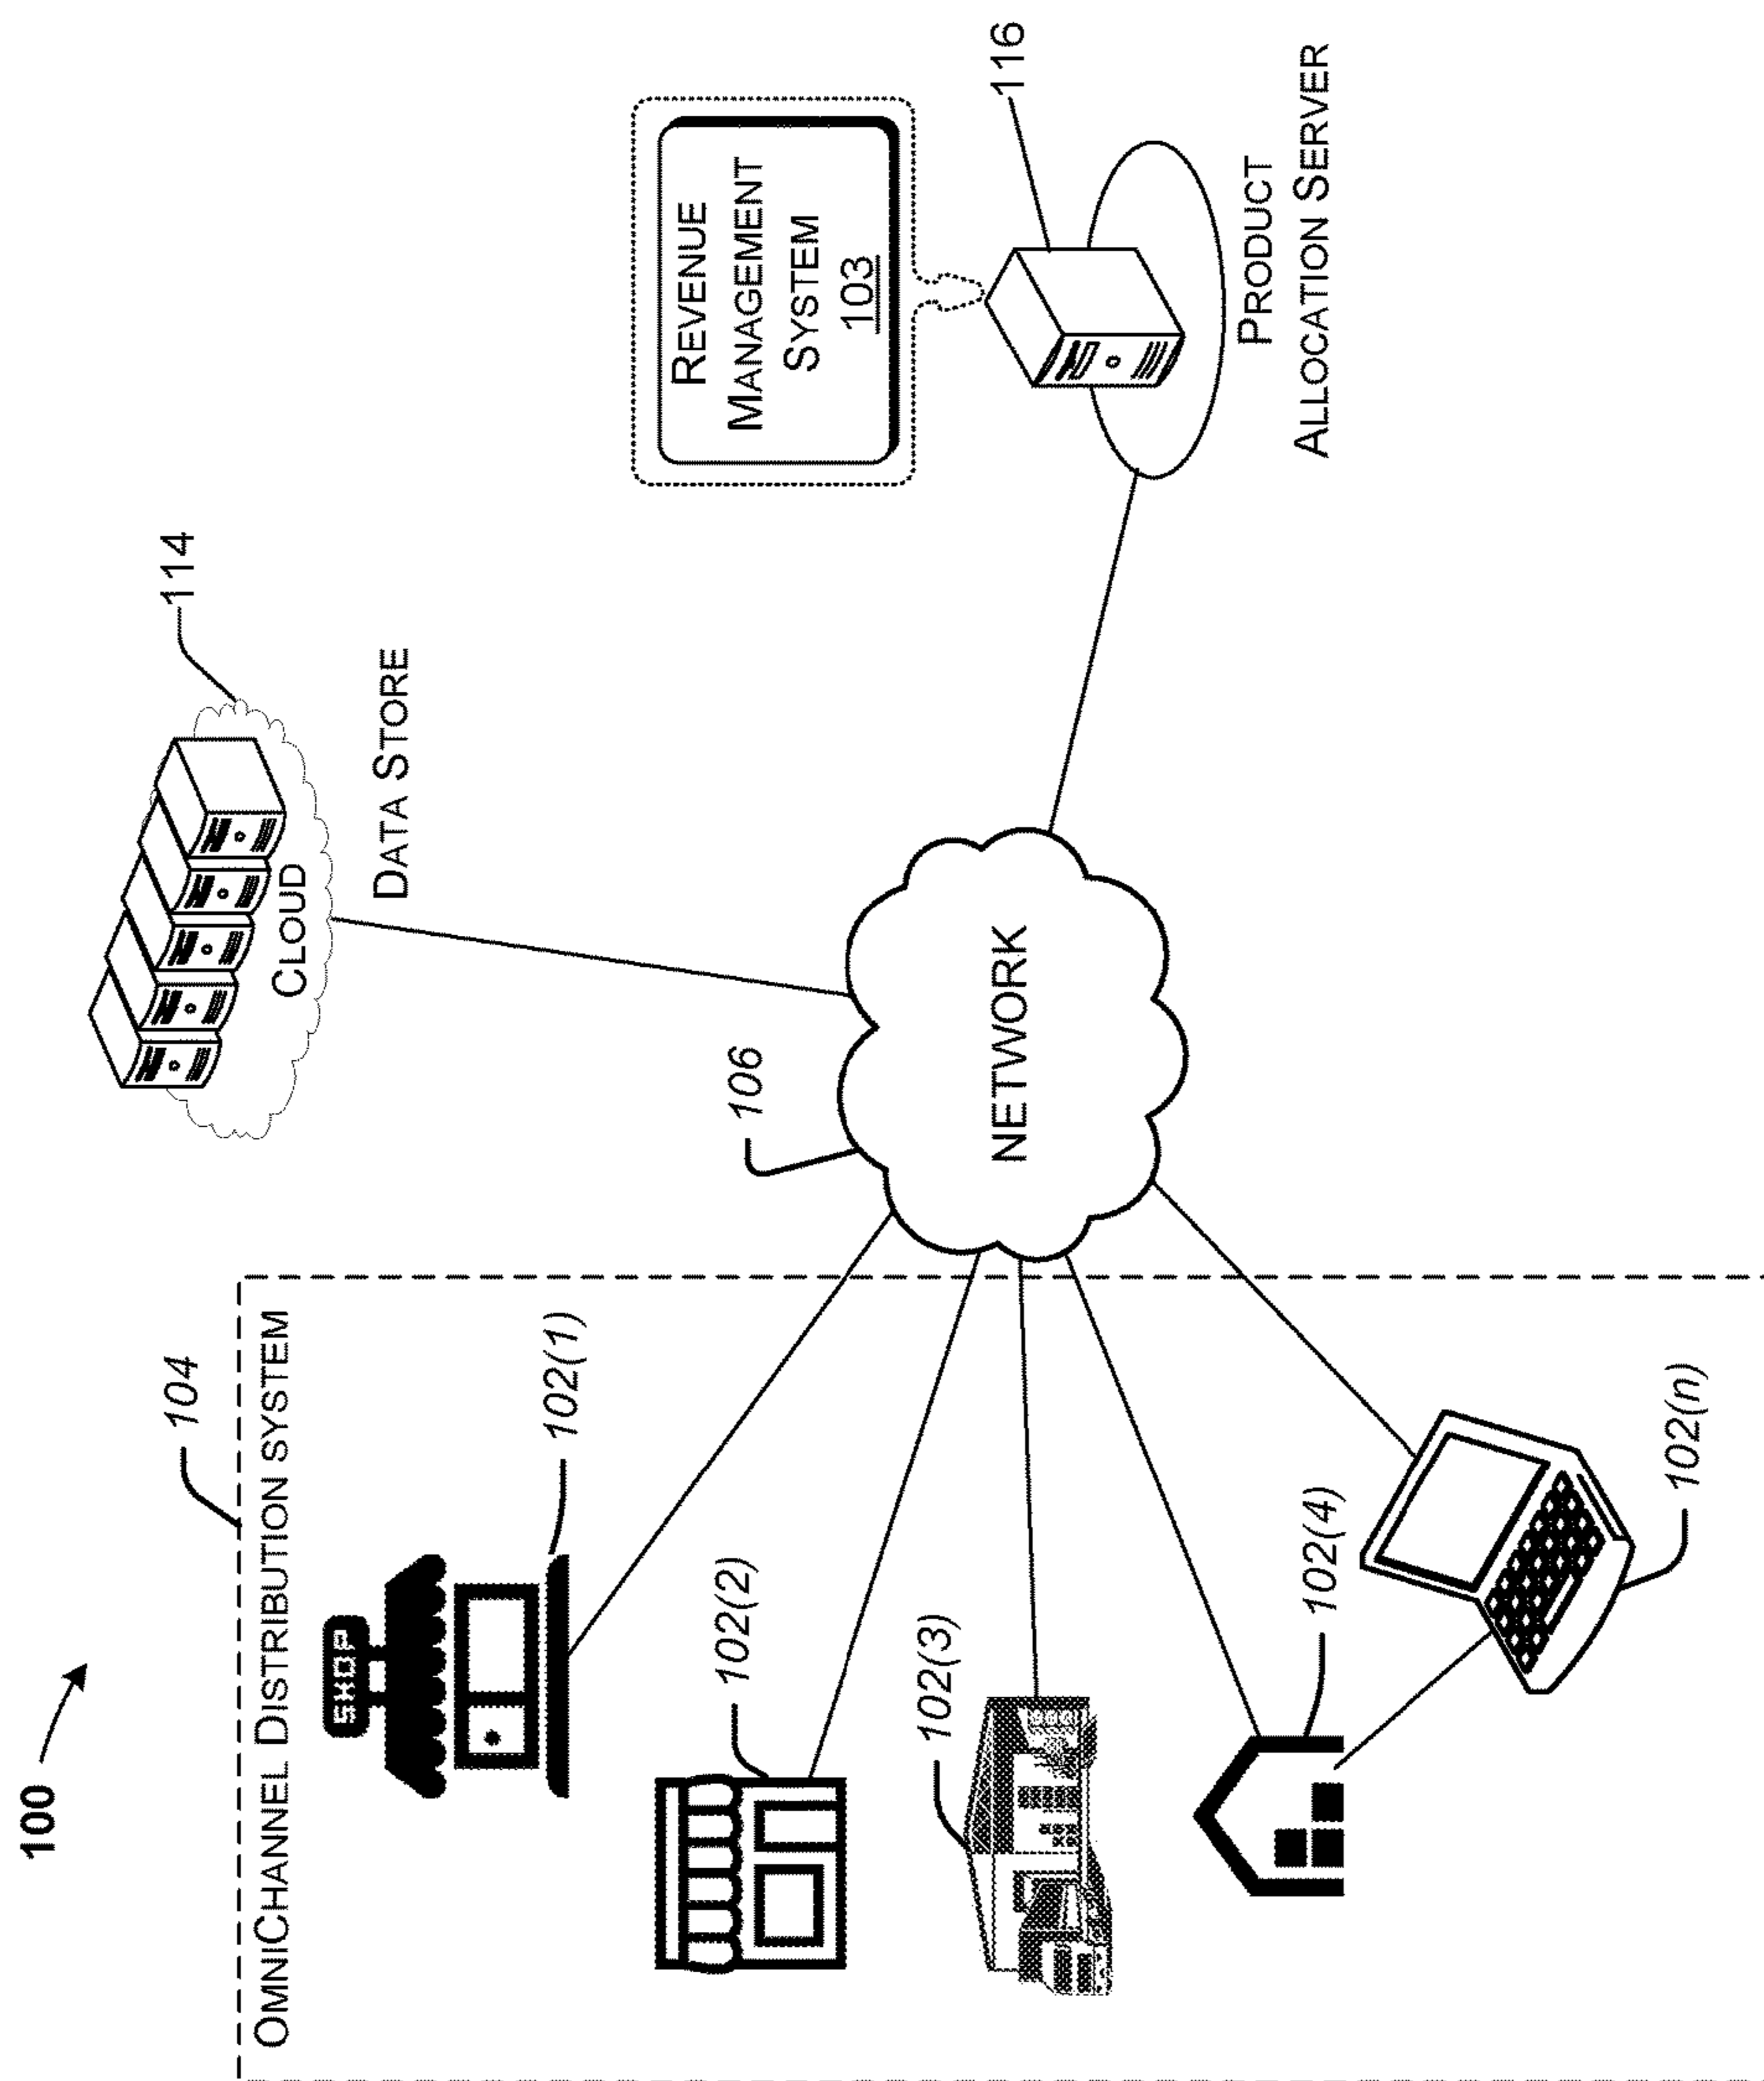 100
104
OMNICHANNEL DISTRIBUTION SYSTEM
SHOP
102(1)
102(2)
102(3)
102(4)
102(n)
106
NETWORK
114
CLOUD
DATA STORE
REVENUE
MANAGEMENT
SYSTEM
103
116
PRODUCT
ALLOCATION SERVER